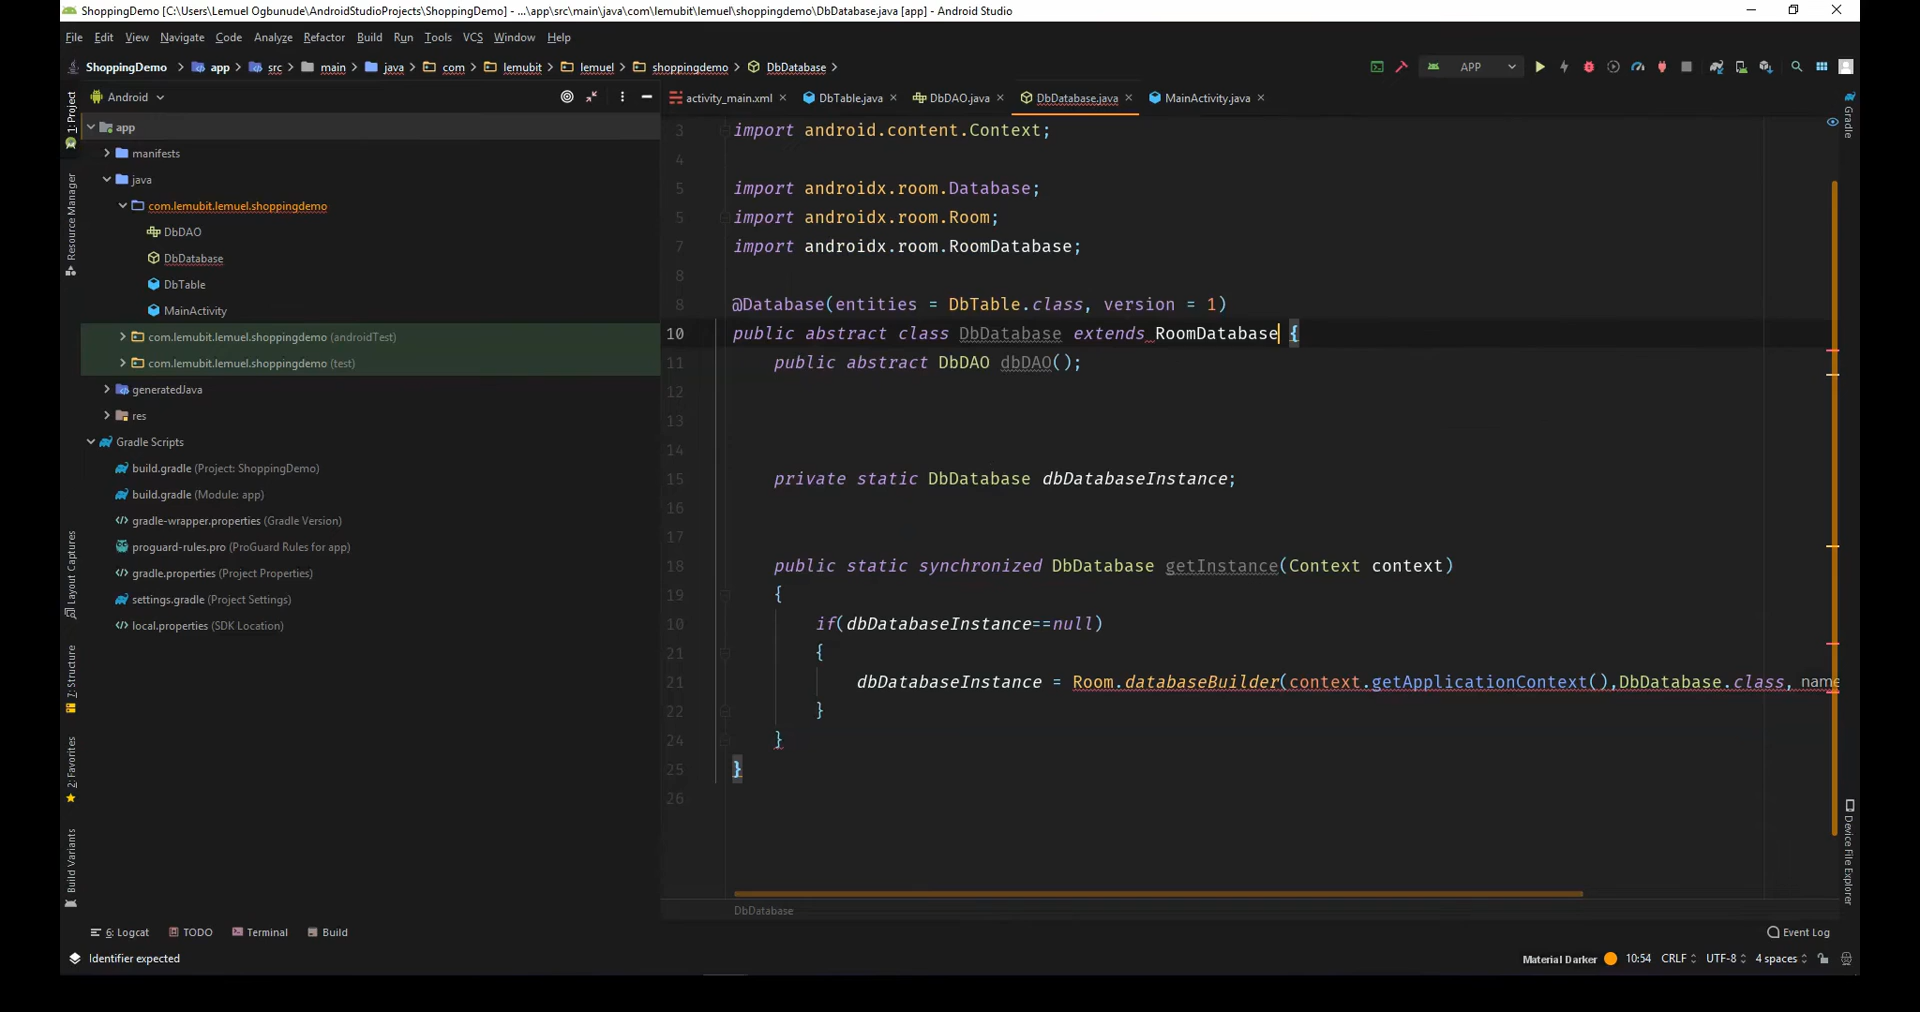 ShoppingDemo [C:\Users\Lemuel Ogbunude\AndroidStudioProjects\ShoppingDemo] - ...\app\src\main\java\com\lemubit\lemuel\shoppingdemo\DbDatabase.java [app] - Android Studio
File Edit View Navigate Code Analyze Refactor Build Run Tools VCS Window Help
ShoppingDemo app src main java com lemubit lemuel shoppingdemo DbDatabase APP
Android activity_main.xml DbTable.java DbDAO.java DbDatabase.java MainActivity.java
1: Project
Resource Manager
Layout Captures
7: Structure
2: Favorites
Build Variants
app
manifests
java
com.lemubit.lemuel.shoppingdemo
DbDAO
DbDatabase
DbTable
MainActivity
com.lemubit.lemuel.shoppingdemo (androidTest)
com.lemubit.lemuel.shoppingdemo (test)
generatedJava
res
Gradle Scripts
build.gradle (Project: ShoppingDemo)
build.gradle (Module: app)
gradle-wrapper.properties (Gradle Version)
proguard-rules.pro (ProGuard Rules for app)
gradle.properties (Project Properties)
settings.gradle (Project Settings)
local.properties (SDK Location)
3 import android.content.Context;
4
5 import androidx.room.Database;
5 import androidx.room.Room;
7 import androidx.room.RoomDatabase;
8
8 @Database(entities = DbTable.class, version = 1)
10 public abstract class DbDatabase extends RoomDatabase {
11 public abstract DbDAO dbDAO();
12
13
14
15 private static DbDatabase dbDatabaseInstance;
16
17
18 public static synchronized DbDatabase getInstance(Context context)
19 {
10 if(dbDatabaseInstance==null)
21 {
21 dbDatabaseInstance = Room.databaseBuilder(context.getApplicationContext(),DbDatabase.class, name
22 }
24 }
25 }
26
DbDatabase
Gradle
Device File Explorer
6: Logcat TODO Terminal Build Event Log
Identifier expected Material Darker 10:54 CRLF UTF-8 4 spaces